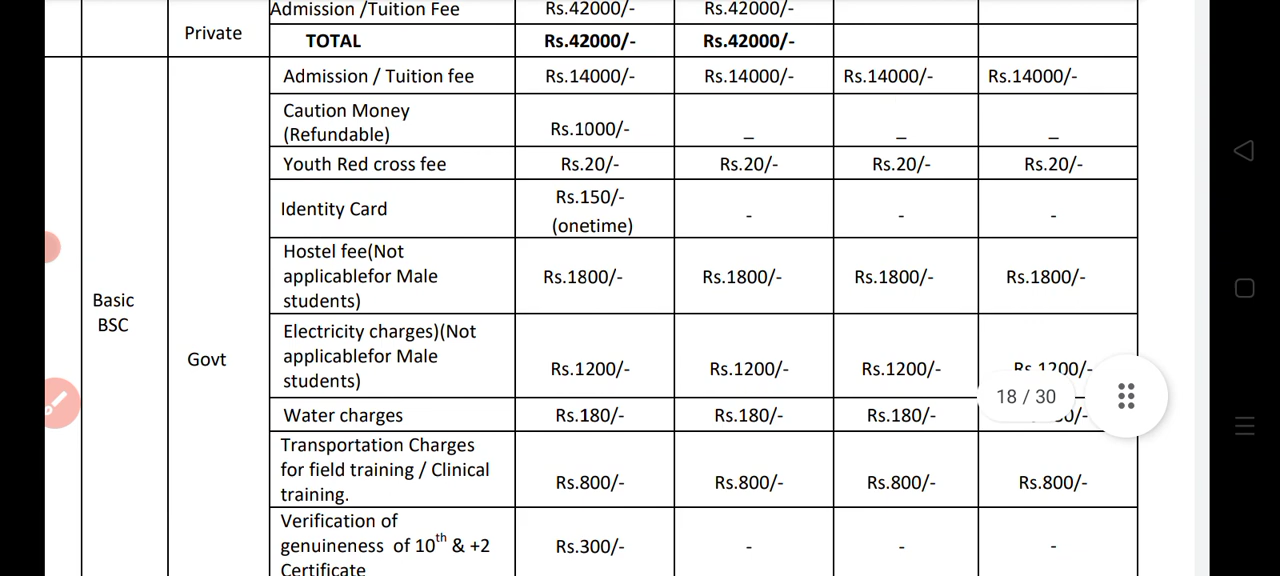 Admission /Tuition Fee Rs.42000/- Rs.42000/-
Private
TOTAL Rs.42000/- Rs.42000/-
Admission / Tuition fee Rs.14000/- Rs.14000/- Rs.14000/- Rs.14000/-
Caution Money
(Refundable) Rs.1000/- _ _ _
Youth Red cross fee Rs.20/- Rs.20/- Rs.20/- Rs.20/-
Identity Card Rs.150/-
(onetime) - - -
Hostel fee(Not
applicablefor Male
students) Rs.1800/- Rs.1800/- Rs.1800/- Rs.1800/-
Basic
BSC
Govt
Electricity charges)(Not
applicablefor Male
students) Rs.1200/- Rs.1200/- Rs.1200/- Rs.1200/-
18 / 30
Water charges Rs.180/- Rs.180/- Rs.180/-
Transportation Charges
for field training / Clinical
training. Rs.800/- Rs.800/- Rs.800/- Rs.800/-
Verification of
genuineness of 10th & +2
Certificate Rs.300/- - - -